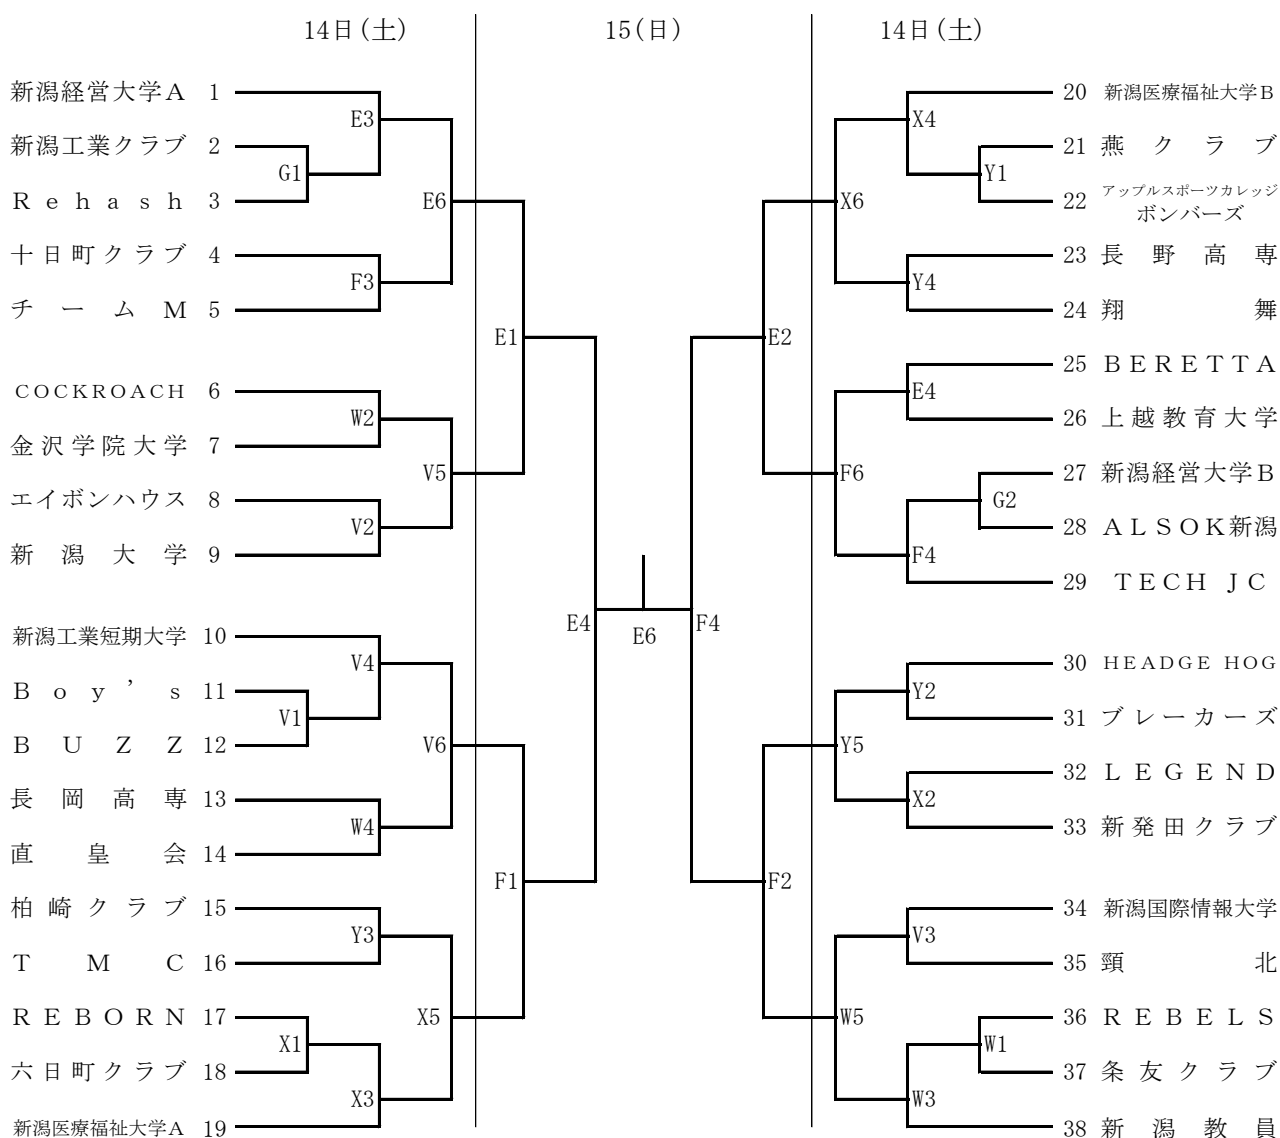 14日(土) 15(日) 14日(土)
新潟経営大学A 1
新潟工業クラブ 2
Rehash 3
十日町クラブ 4
チームM 5
COCKROACH 6
金沢学院大学 7
エイボンハウス 8
新潟大学 9
新潟工業短期大学 10
Boy's 11
BUZZ 12
長岡高専 13
直皇会 14
柏崎クラブ 15
TMC 16
REBORN 17
六日町クラブ 18
新潟医療福祉大学A 19
G1
V1
X1
E3
F3
W2
V2
V4
W4
Y3
X3
E6
V5
V6
X5
E1
F1
E4
E6
F4
E2
F2
X6
F6
Y5
W5
X4
Y4
E4
F4
Y2
X2
V3
W3
Y1
G2
W1
20 新潟医療福祉大学B
21 燕クラブ
22 アップルスポーツカレッジ
ボンバーズ
23 長野高専
24 翔舞
25 BERETTA
26 上越教育大学
27 新潟経営大学B
28 ALSOK新潟
29 TECH JC
30 HEADGE HOG
31 ブレーカーズ
32 LEGEND
33 新発田クラブ
34 新潟国際情報大学
35 頸北
36 REBELS
37 条友クラブ
38 新潟教員